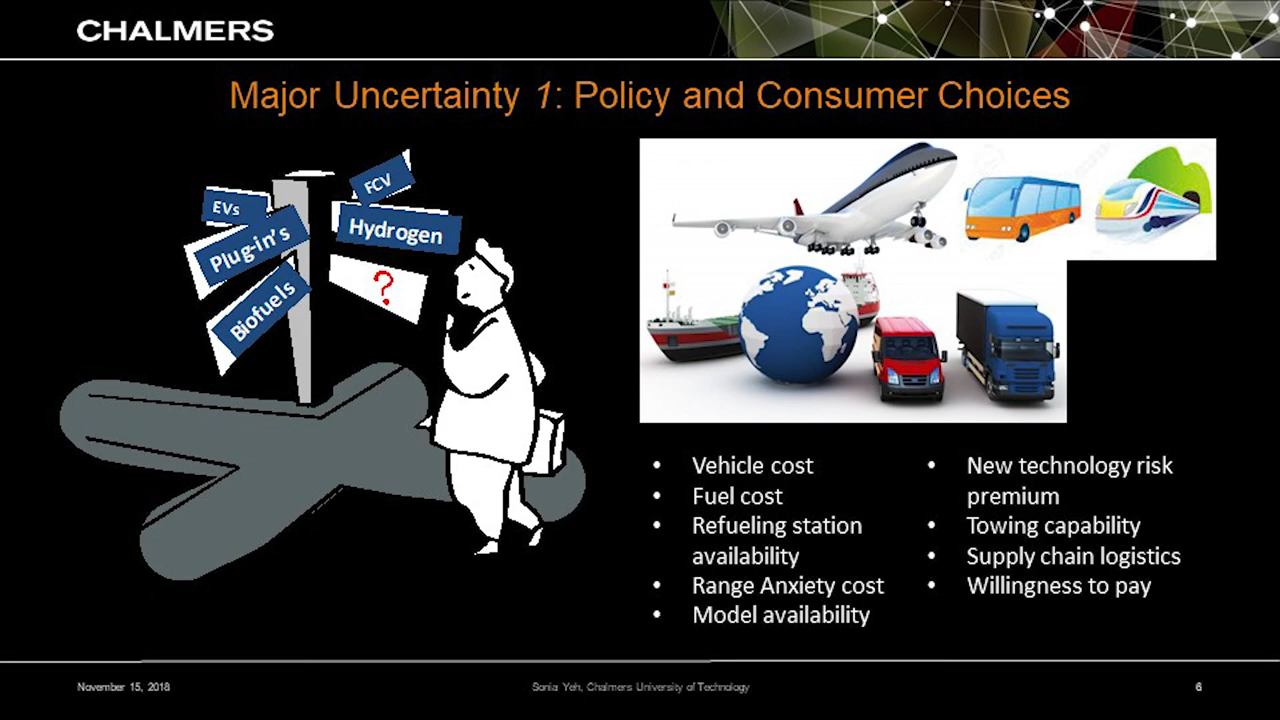 CHALMERS
Major Uncertainty 1: Policy and Consumer Choices
FCV
EVs
Hydrogen
Plug-in's
?
Biofuels
• Vehicle cost
• Fuel cost
• Refueling station
availability
• Range Anxiety cost
• Model availability
• New technology risk
premium
• Towing capability
• Supply chain logistics
• Willingness to pay
November 15, 2018
Sonia Yeh, Chalmers University of Technology
6